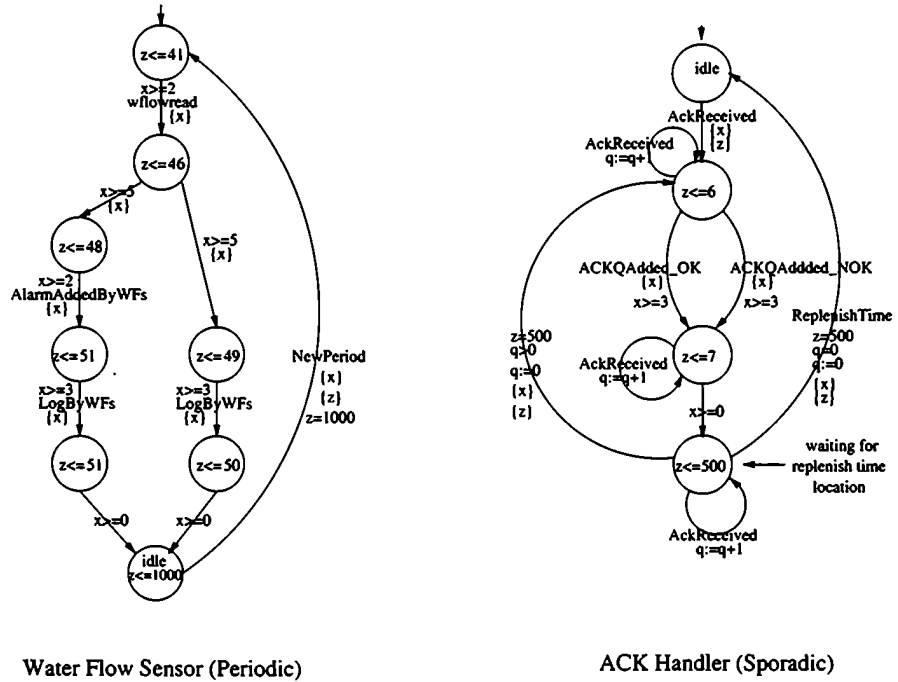 z<=41
x>=2
wflowread
{x}
z<=46
x>=5
{x}
z<=48
x>=5
{x}
x>=2
AlarmAddedByWFs
{x}
z<=51
z<=49
x>=3
LogByWFs
{x}
x>=3
LogByWFs
{x}
z<=51
z<=50
x>=0
x>=0
idle
z<=1000
NewPeriod
{x}
{z}
z=1000
Water Flow Sensor (Periodic)
idle
AckReceived
{x}
{z}
AckReceived
q:=q+1
z<=6
ACKQAdded_OK
{x}
x>=3
ACKQAddded_NOK
{x}
x>=3
z=500
q>0
q:=0
{x}
{z}
ReplenishTime
z=500
q=0
q:=0
{x}
{z}
AckReceived
q:=q+1
z<=7
x>=0
z<=500
waiting for
replenish time
location
AckReceived
q:=q+1
ACK Handler (Sporadic)